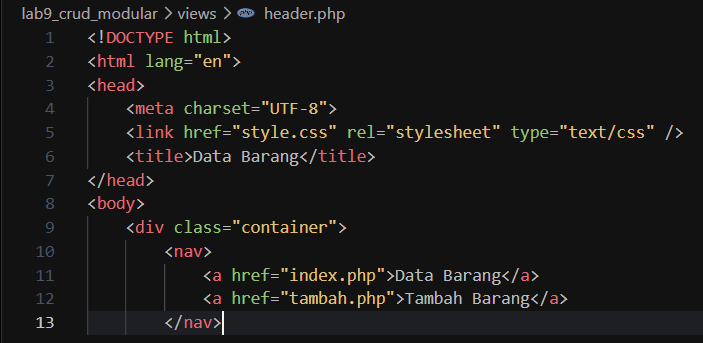 lab9_crud_modular > views > php header.php
1 <!DOCTYPE html>
2 <html lang="en">
3 <head>
4     <meta charset="UTF-8">
5     <link href="style.css" rel="stylesheet" type="text/css" />
6     <title>Data Barang</title>
7 </head>
8 <body>
9     <div class="container">
10         <nav>
11             <a href="index.php">Data Barang</a>
12             <a href="tambah.php">Tambah Barang</a>
13         </nav>